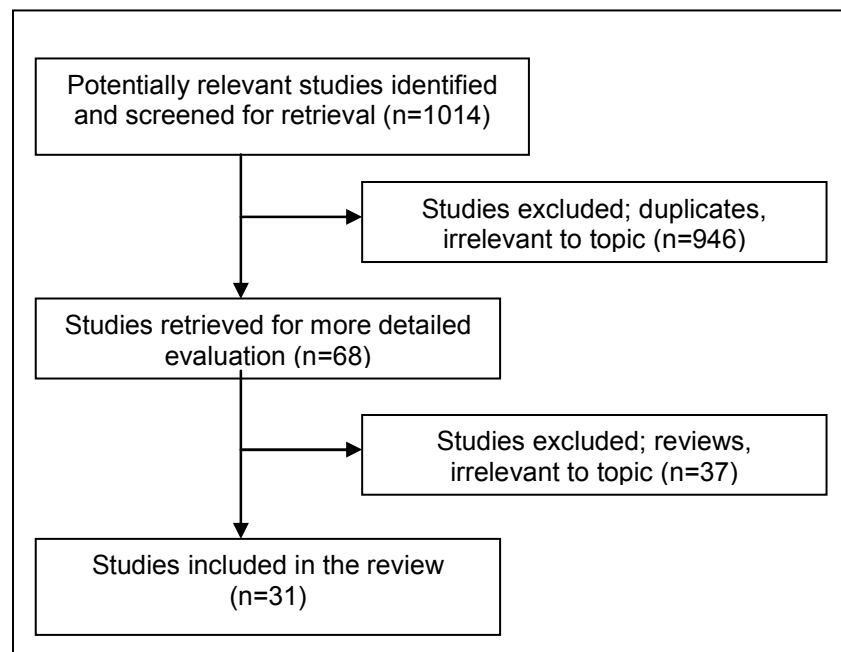 Potentially relevant studies identified
and screened for retrieval (n=1014)
Studies excluded; duplicates,
irrelevant to topic (n=946)
Studies retrieved for more detailed
evaluation (n=68)
Studies excluded; reviews,
irrelevant to topic (n=37)
Studies included in the review
(n=31)